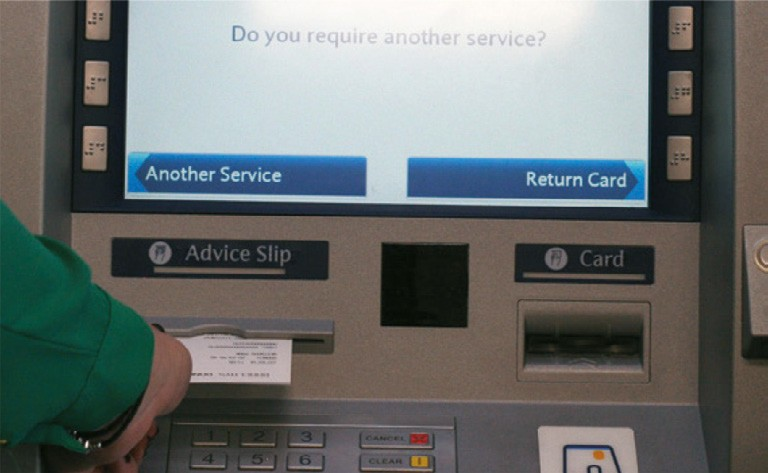 Do you require another service?
Another Service
Return Card
Advice Slip
Card
1 2 3
CANCEL
4 5 6
CLEAR